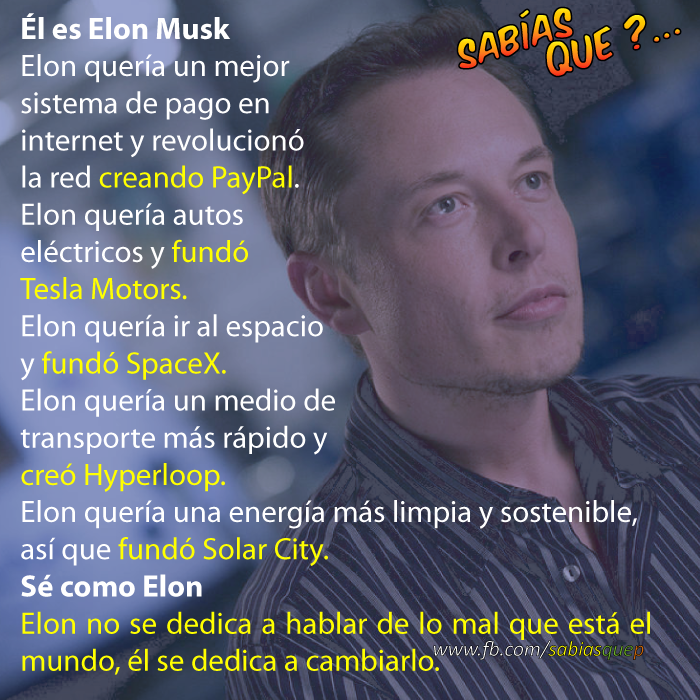 Él es Elon Musk
SABÍAS
QUE ?...
Elon quería un mejor
sistema de pago en
internet y revolucionó
la red creando PayPal.
Elon quería autos
eléctricos y fundó
Tesla Motors.
Elon quería ir al espacio
y fundó SpaceX.
Elon quería un medio de
transporte más rápido y
creó Hyperloop.
Elon quería una energía más limpia y sostenible,
así que fundó Solar City.
Sé como Elon
Elon no se dedica a hablar de lo mal que está el
mundo, él se dedica a cambiarlo.
www.fb.com/sabiasquep